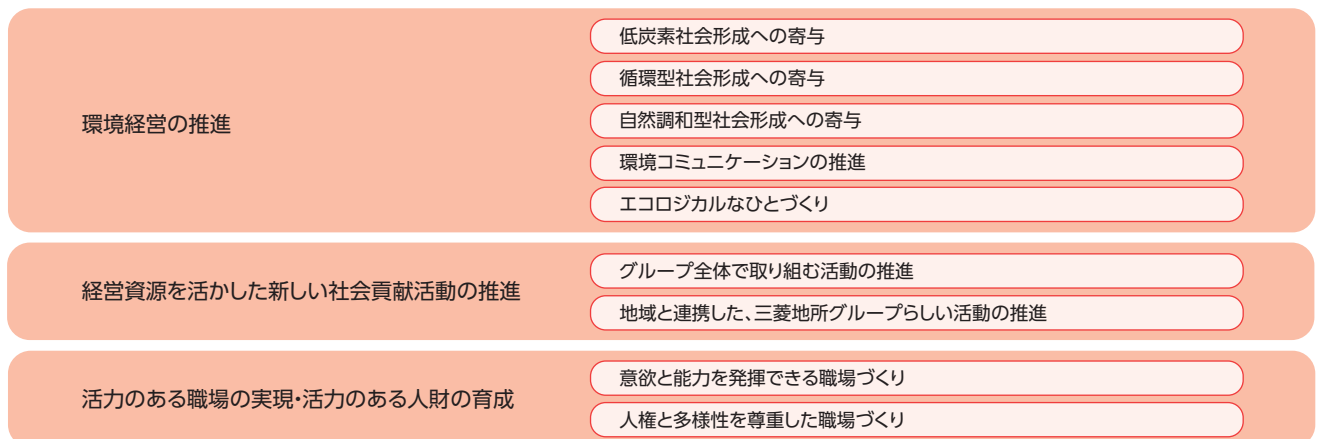 環境経営の推進
低炭素社会形成への寄与
循環型社会形成への寄与
自然調和型社会形成への寄与
環境コミュニケーションの推進
エコロジカルなひとづくり
経営資源を活かした新しい社会貢献活動の推進
グループ全体で取り組む活動の推進
地域と連携した、三菱地所グループらしい活動の推進
活力のある職場の実現・活力のある人財の育成
意欲と能力を発揮できる職場づくり
人権と多様性を尊重した職場づくり